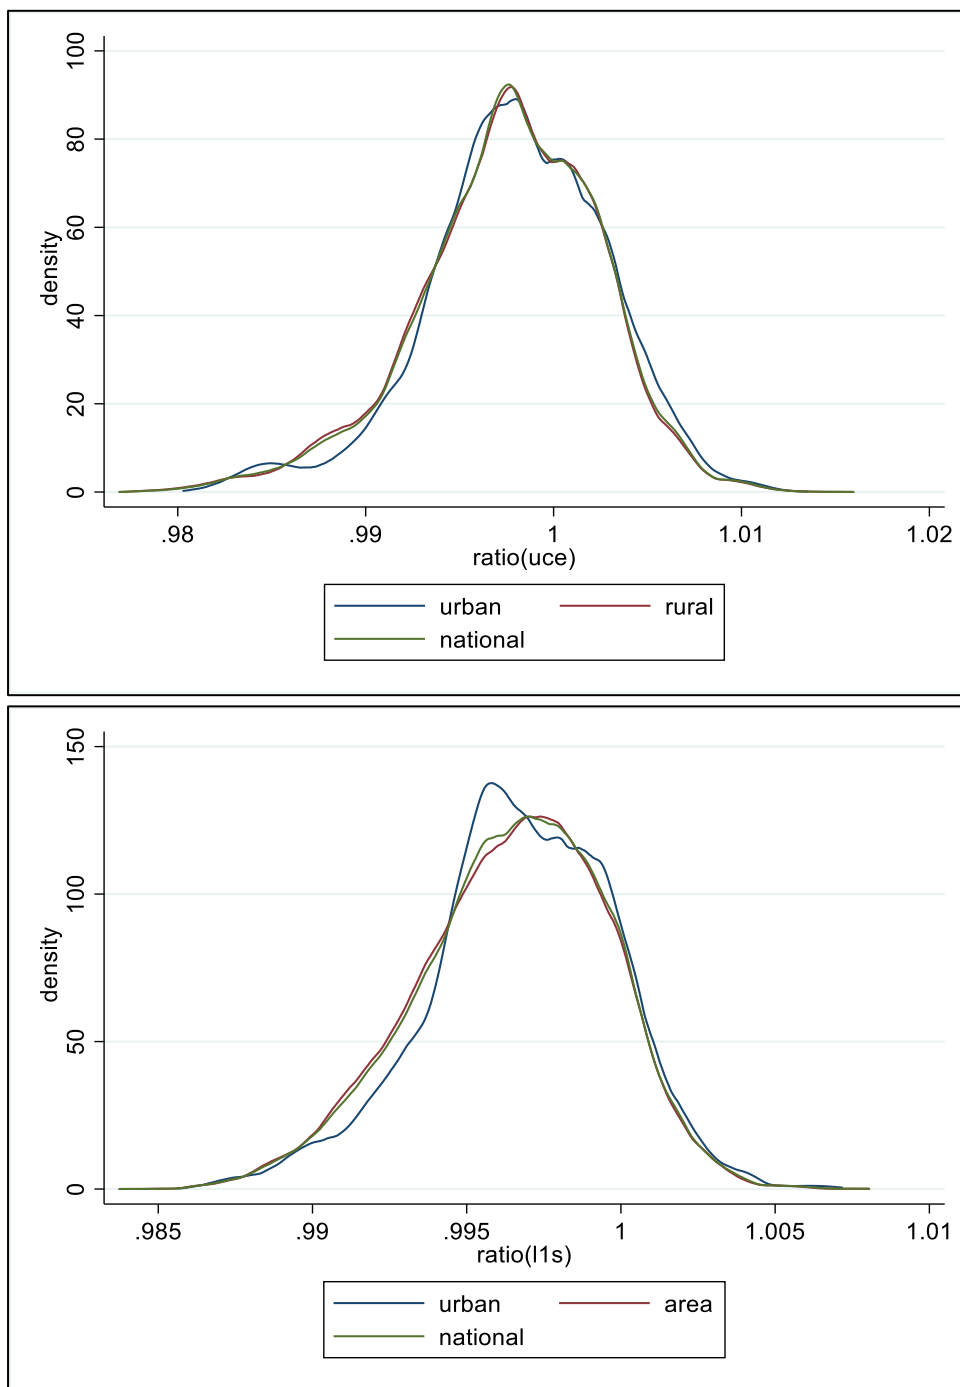 100
80
60
40
20
0
density
.98 .99 1 1.01 1.02
ratio(uce)
urban rural
national
150
100
50
0
density
.985 .99 .995 1 1.005 1.01
ratio(l1s)
urban area
national